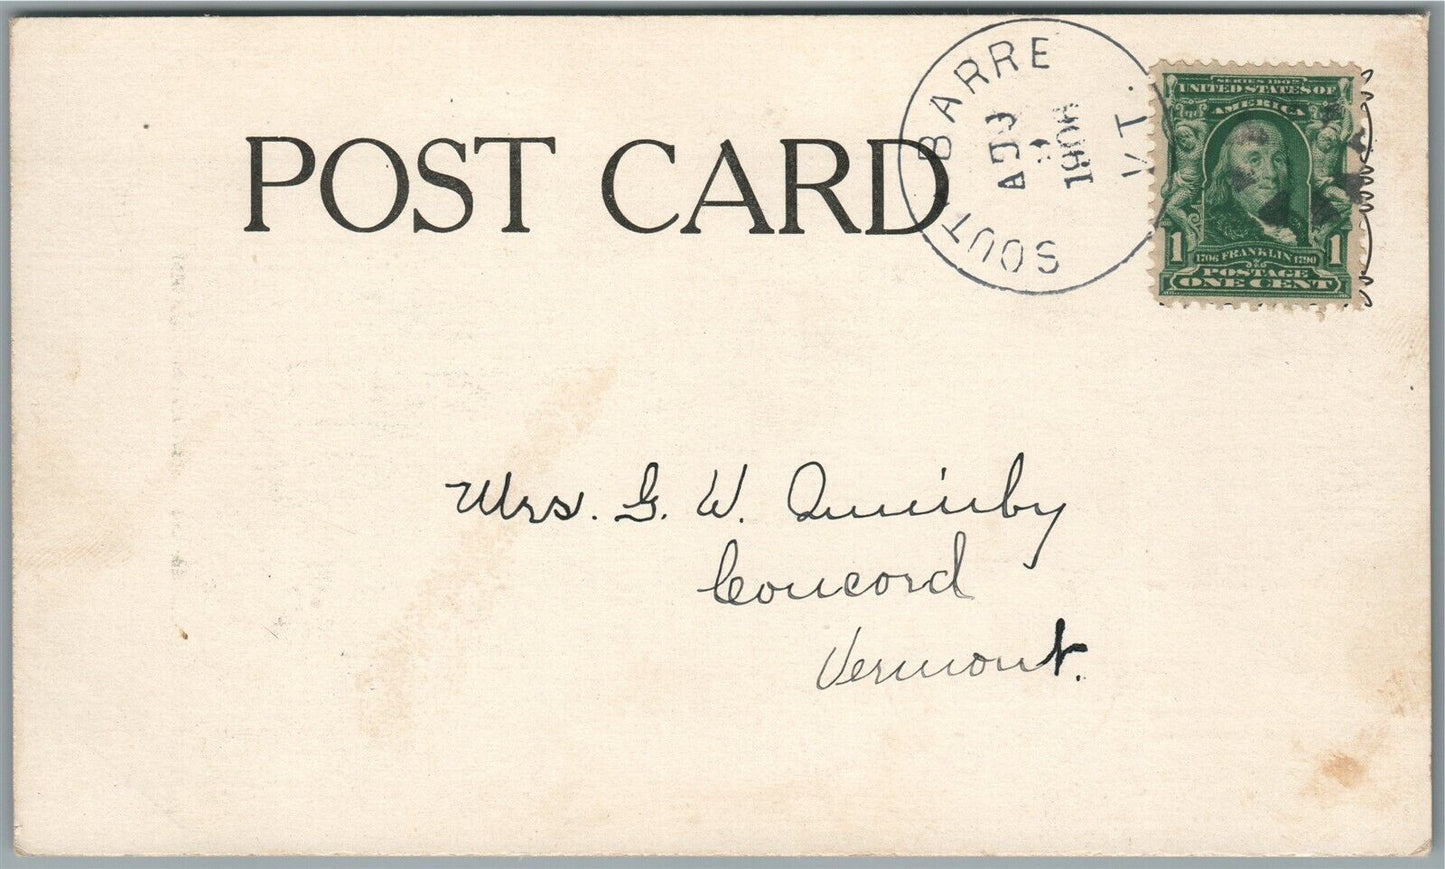 POST CARD
SOUTH BARRE VT.
1906
SERIES 1902
UNITED STATES OF
AMERICA
1 1706 FRANKLIN 1790 1
POSTAGE
ONE CENT
Mrs. G. W. Quimby
Concord
Vermont.